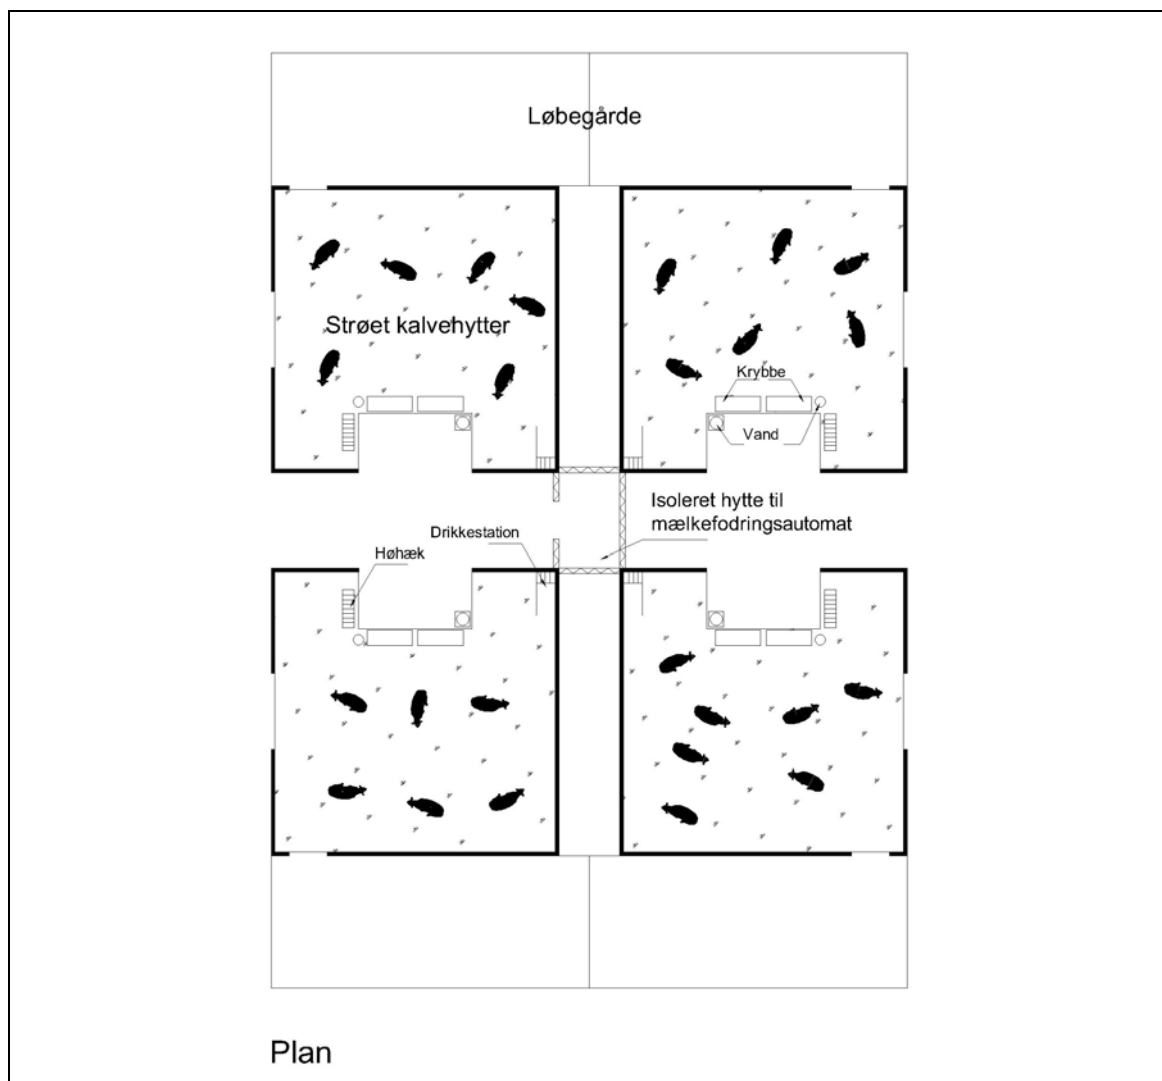 Løbegårde
Strøet kalvehytter
Krybbe
Vand
Isoleret hytte til
mælkefodringsautomat
Drikkestation
Høhæk
Plan